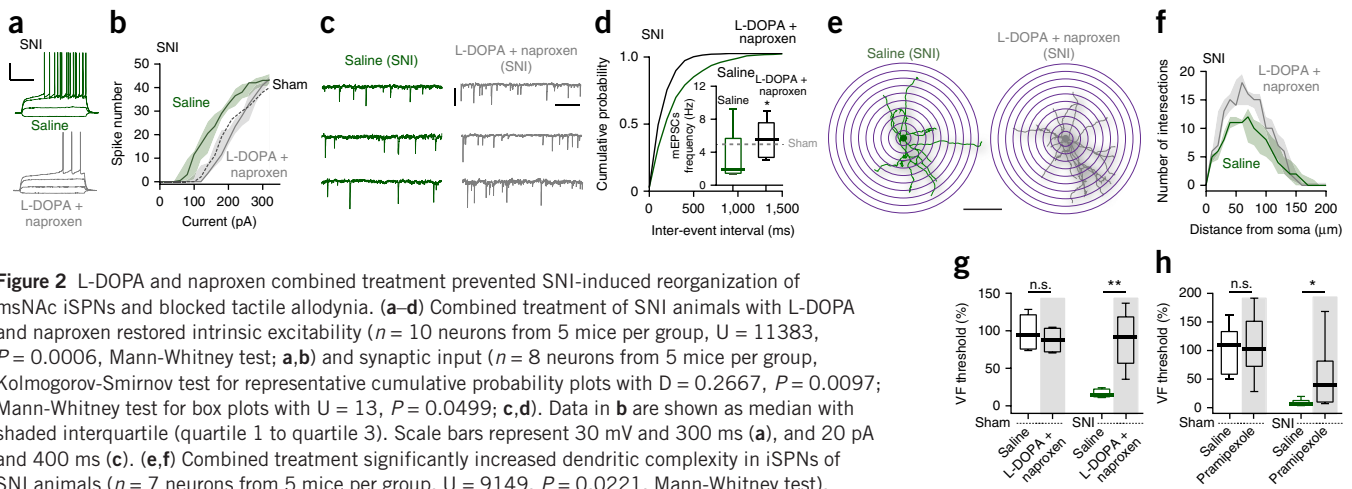 a
SNI
Saline
L-DOPA +
naproxen
b
SNI
Spike number
50
40
30
20
10
0
Saline
Sham
L-DOPA +
naproxen
0
100
200
300
Current (pA)
c
Saline (SNI)
L-DOPA + naproxen
(SNI)
d
SNI
L-DOPA +
naproxen
Cumulative probability
1.0
0.5
0
Saline
mEPSCs
frequency (Hz)
12
8
4
0
Saline
L-DOPA +
naproxen
*
Sham
0
500
1,000
1,500
Inter-event interval (ms)
e
Saline (SNI)
L-DOPA + naproxen
(SNI)
f
SNI
Number of intersections
20
15
10
5
0
L-DOPA +
naproxen
Saline
0
50
100
150
200
Distance from soma (μm)
Figure 2 L-DOPA and naproxen combined treatment prevented SNI-induced reorganization of
msNAc iSPNs and blocked tactile allodynia. (a–d) Combined treatment of SNI animals with L-DOPA
and naproxen restored intrinsic excitability (n = 10 neurons from 5 mice per group, U = 11383,
P = 0.0006, Mann-Whitney test; a,b) and synaptic input (n = 8 neurons from 5 mice per group,
Kolmogorov-Smirnov test for representative cumulative probability plots with D = 0.2667, P = 0.0097;
Mann-Whitney test for box plots with U = 13, P = 0.0499; c,d). Data in b are shown as median with
shaded interquartile (quartile 1 to quartile 3). Scale bars represent 30 mV and 300 ms (a), and 20 pA
and 400 ms (c). (e,f) Combined treatment significantly increased dendritic complexity in iSPNs of
SNI animals (n = 7 neurons from 5 mice per group, U = 9149, P = 0.0221, Mann-Whitney test).
g
VF threshold (%)
150
100
50
0
n.s.
**
Sham
Saline
L-DOPA +
naproxen
SNI
Saline
L-DOPA +
naproxen
h
VF threshold (%)
200
150
100
50
0
n.s.
*
Sham
Saline
Pramipexole
SNI
Saline
Pramipexole